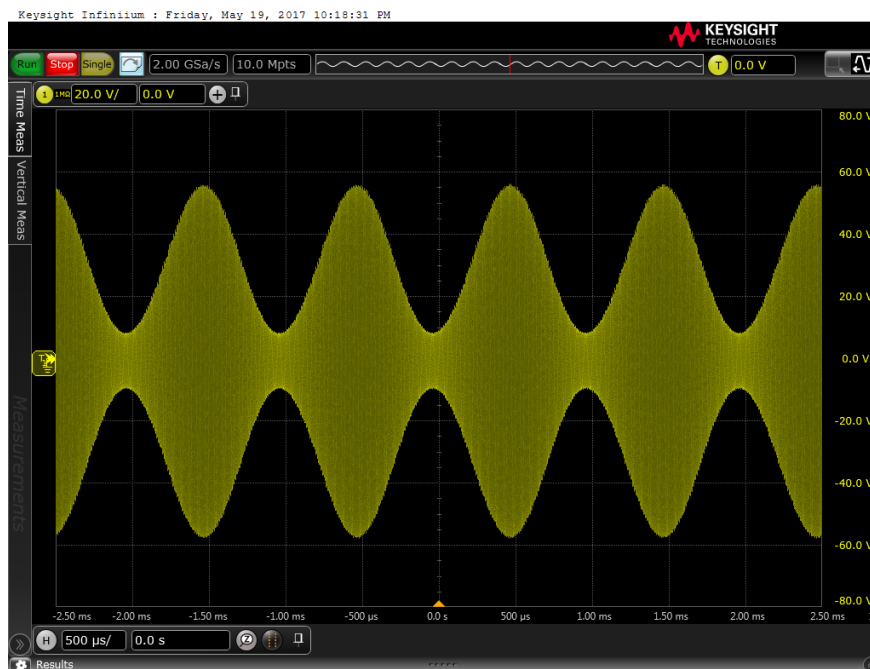 Keysight Infiniium : Friday, May 19, 2017 10:18:31 PM
KEYSIGHT
TECHNOLOGIES
Run Stop Single 2.00 GSa/s 10.0 Mpts T 0.0 V
1 1MΩ 20.0 V/ 0.0 V +
Time Meas
Vertical Meas
Measurements
80.0 V
60.0 V
40.0 V
20.0 V
0.0 V
-20.0 V
-40.0 V
-60.0 V
-80.0 V
T
-2.50 ms -2.00 ms -1.50 ms -1.00 ms -500 µs 0.0 s 500 µs 1.00 ms 1.50 ms 2.00 ms 2.50 ms
H 500 µs/ 0.0 s Z
Results